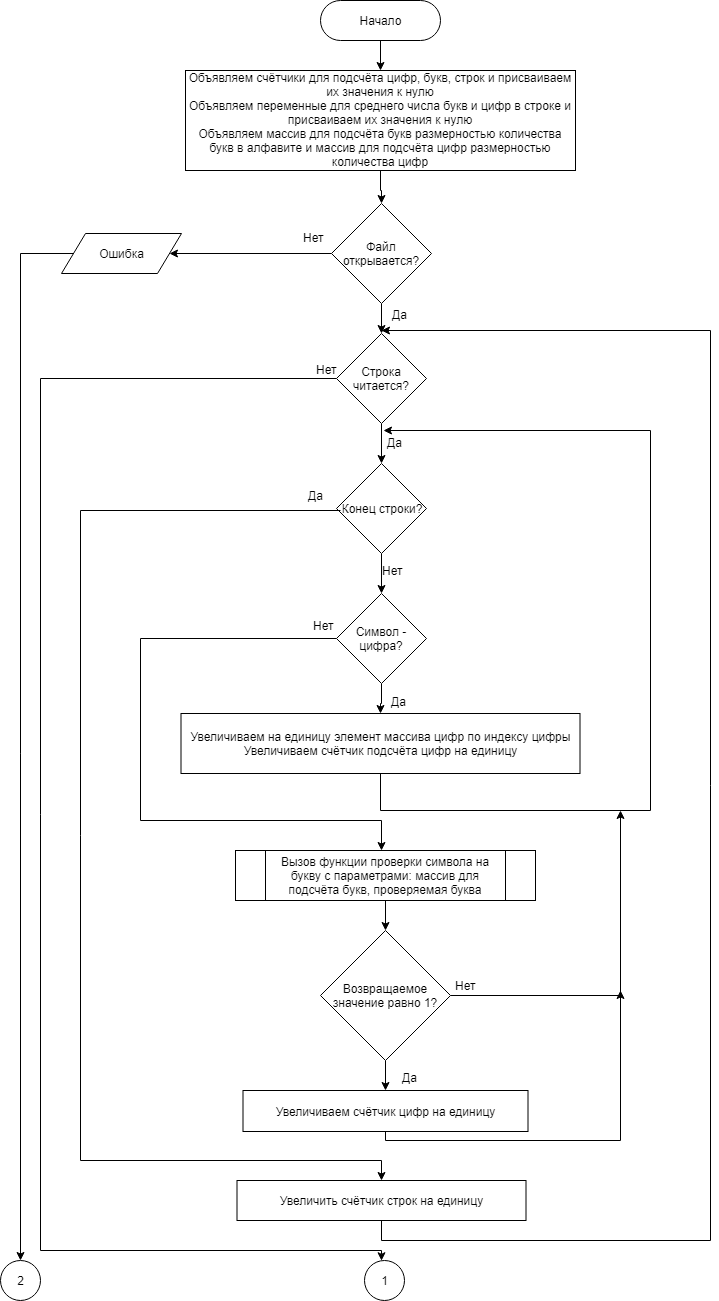 Начало
Объявляем счётчики для подсчёта цифр, букв, строк и присваиваем
их значения к нулю
Объявляем переменные для среднего числа букв и цифр в строке и
присваиваем их значения к нулю
Объявляем массив для подсчёта букв размерностью количества
букв в алфавите и массив для подсчёта цифр размерностью
количества цифр
Нет
Ошибка
Файл
открывается?
Да
Нет
Строка
читается?
Да
Да
Конец строки?
Нет
Нет
Символ -
цифра?
Да
Увеличиваем на единицу элемент массива цифр по индексу цифры
Увеличиваем счётчик подсчёта цифр на единицу
Вызов функции проверки символа на
букву с параметрами: массив для
подсчёта букв, проверяемая буква
Возвращаемое
значение равно 1?
Нет
Да
Увеличиваем счётчик цифр на единицу
Увеличить счётчик строк на единицу
2
1